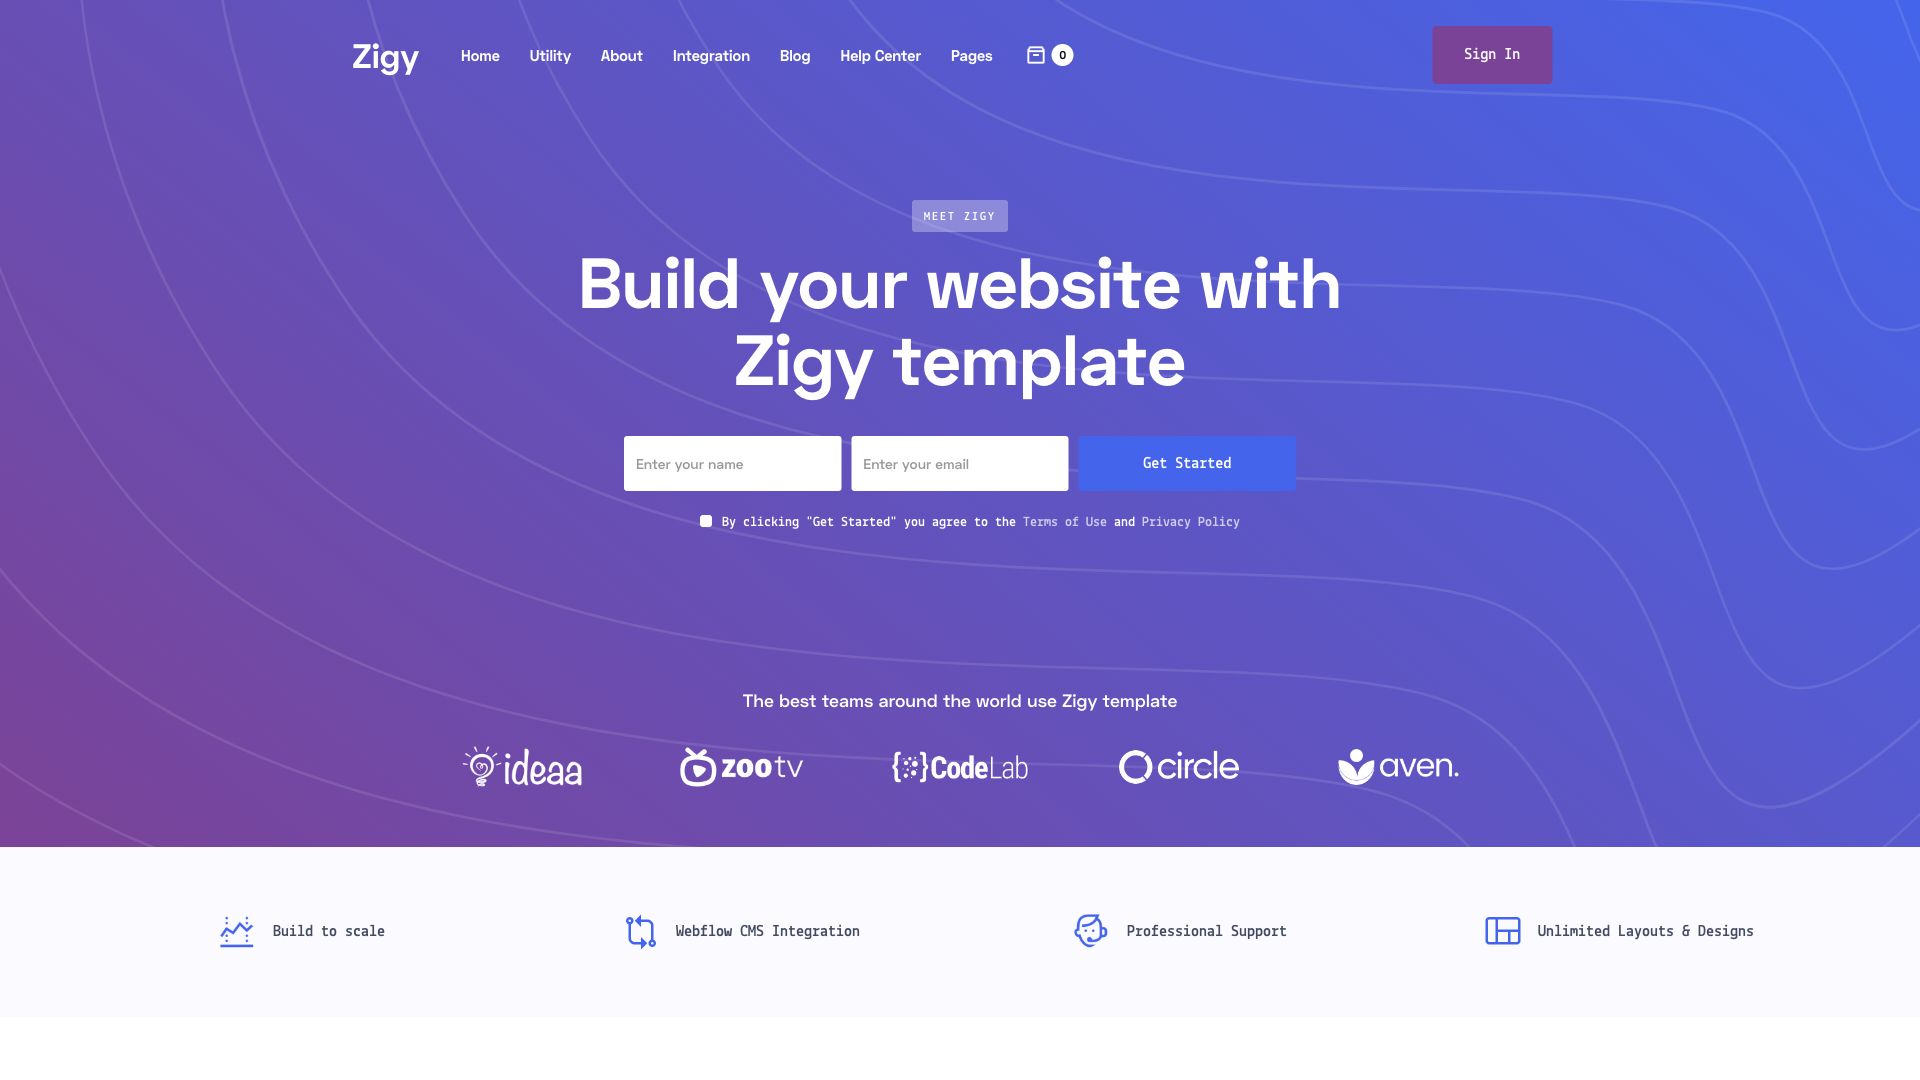 Zigy
Home
Utility
About
Integration
Blog
Help Center
Pages
0
Sign In
MEET ZIGY
Build your website with
Zigy template
Enter your name
Enter your email
Get Started
By clicking "Get Started" you agree to the Terms of Use and Privacy Policy
The best teams around the world use Zigy template
ideaa
zootv
{}CodeLab
circle
aven.
Build to scale
Webflow CMS Integration
Professional Support
Unlimited Layouts & Designs